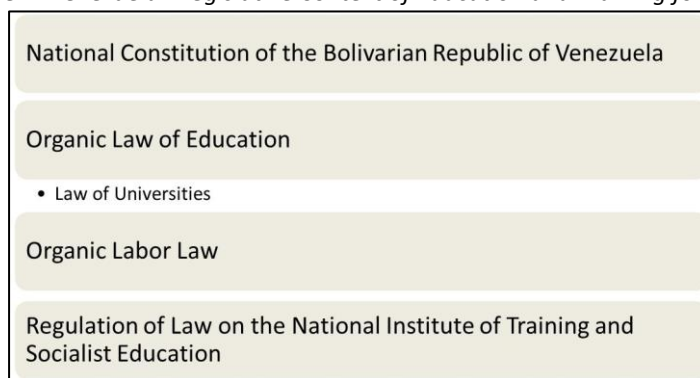 National Constitution of the Bolivarian Republic of Venezuela
Organic Law of Education
• Law of Universities
Organic Labor Law
Regulation of Law on the National Institute of Training and
Socialist Education